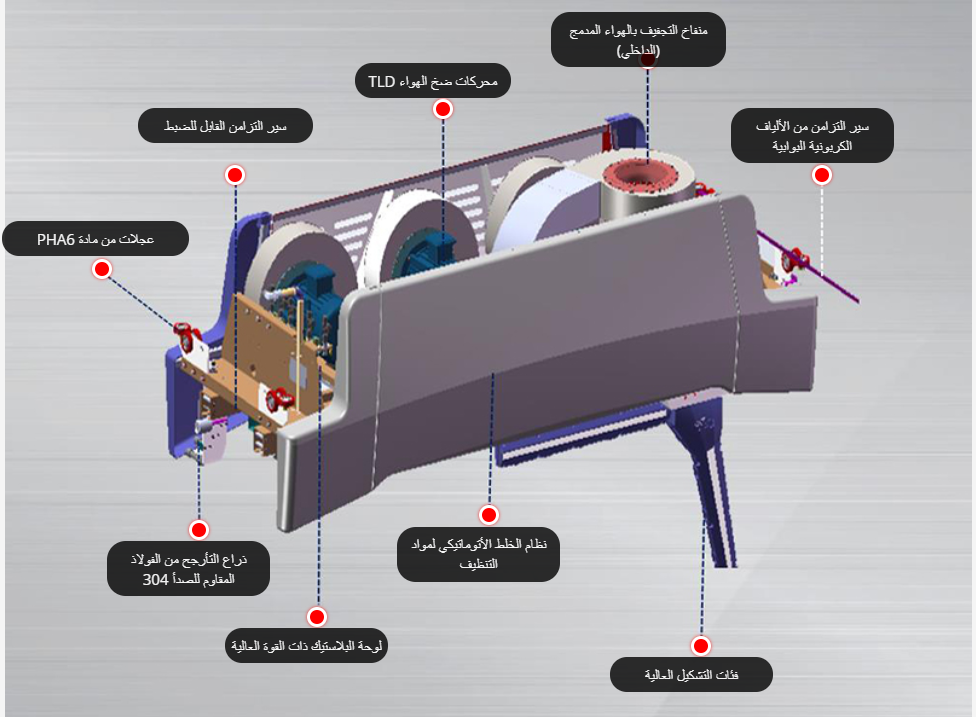 منفاخ التجفيف بالهواء المدمج
(الداخلي)
محركات ضخ الهواء TLD
سير التزامن القابل للضبط
سير التزامن من الألياف
الكربونية البوابية
عجلات من مادة PHA6
نظام الخلط الأتوماتيكي لمواد
التنظيف
ذراع التأرجح من الفولاذ
المقاوم للصدأ 304
لوحة البلاستيك ذات القوة العالية
فئات التشكيل العالية